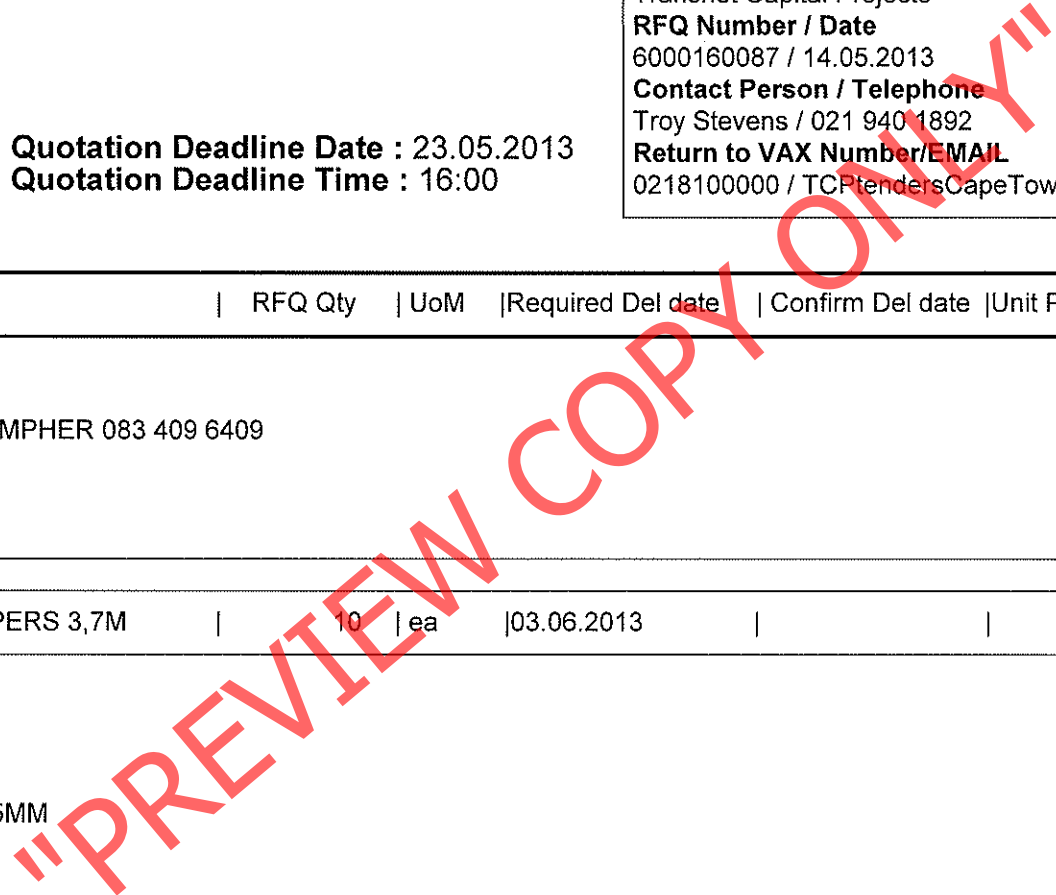 Transnet Capital Projects
RFQ Number / Date
6000160087 / 14.05.2013
Contact Person / Telephone
Troy Stevens / 021 940 1892
Quotation Deadline Date : 23.05.2013
Return to VAX Number/EMAIL
Quotation Deadline Time : 16:00
0218100000 / TCPtendersCapeTow
| RFQ Qty | UoM |Required Del date | Confirm Del date |Unit P
MPHER 083 409 6409
PERS 3,7M | 10 | ea |03.06.2013 | |
5MM
"PREVIEW COPY ONLY"